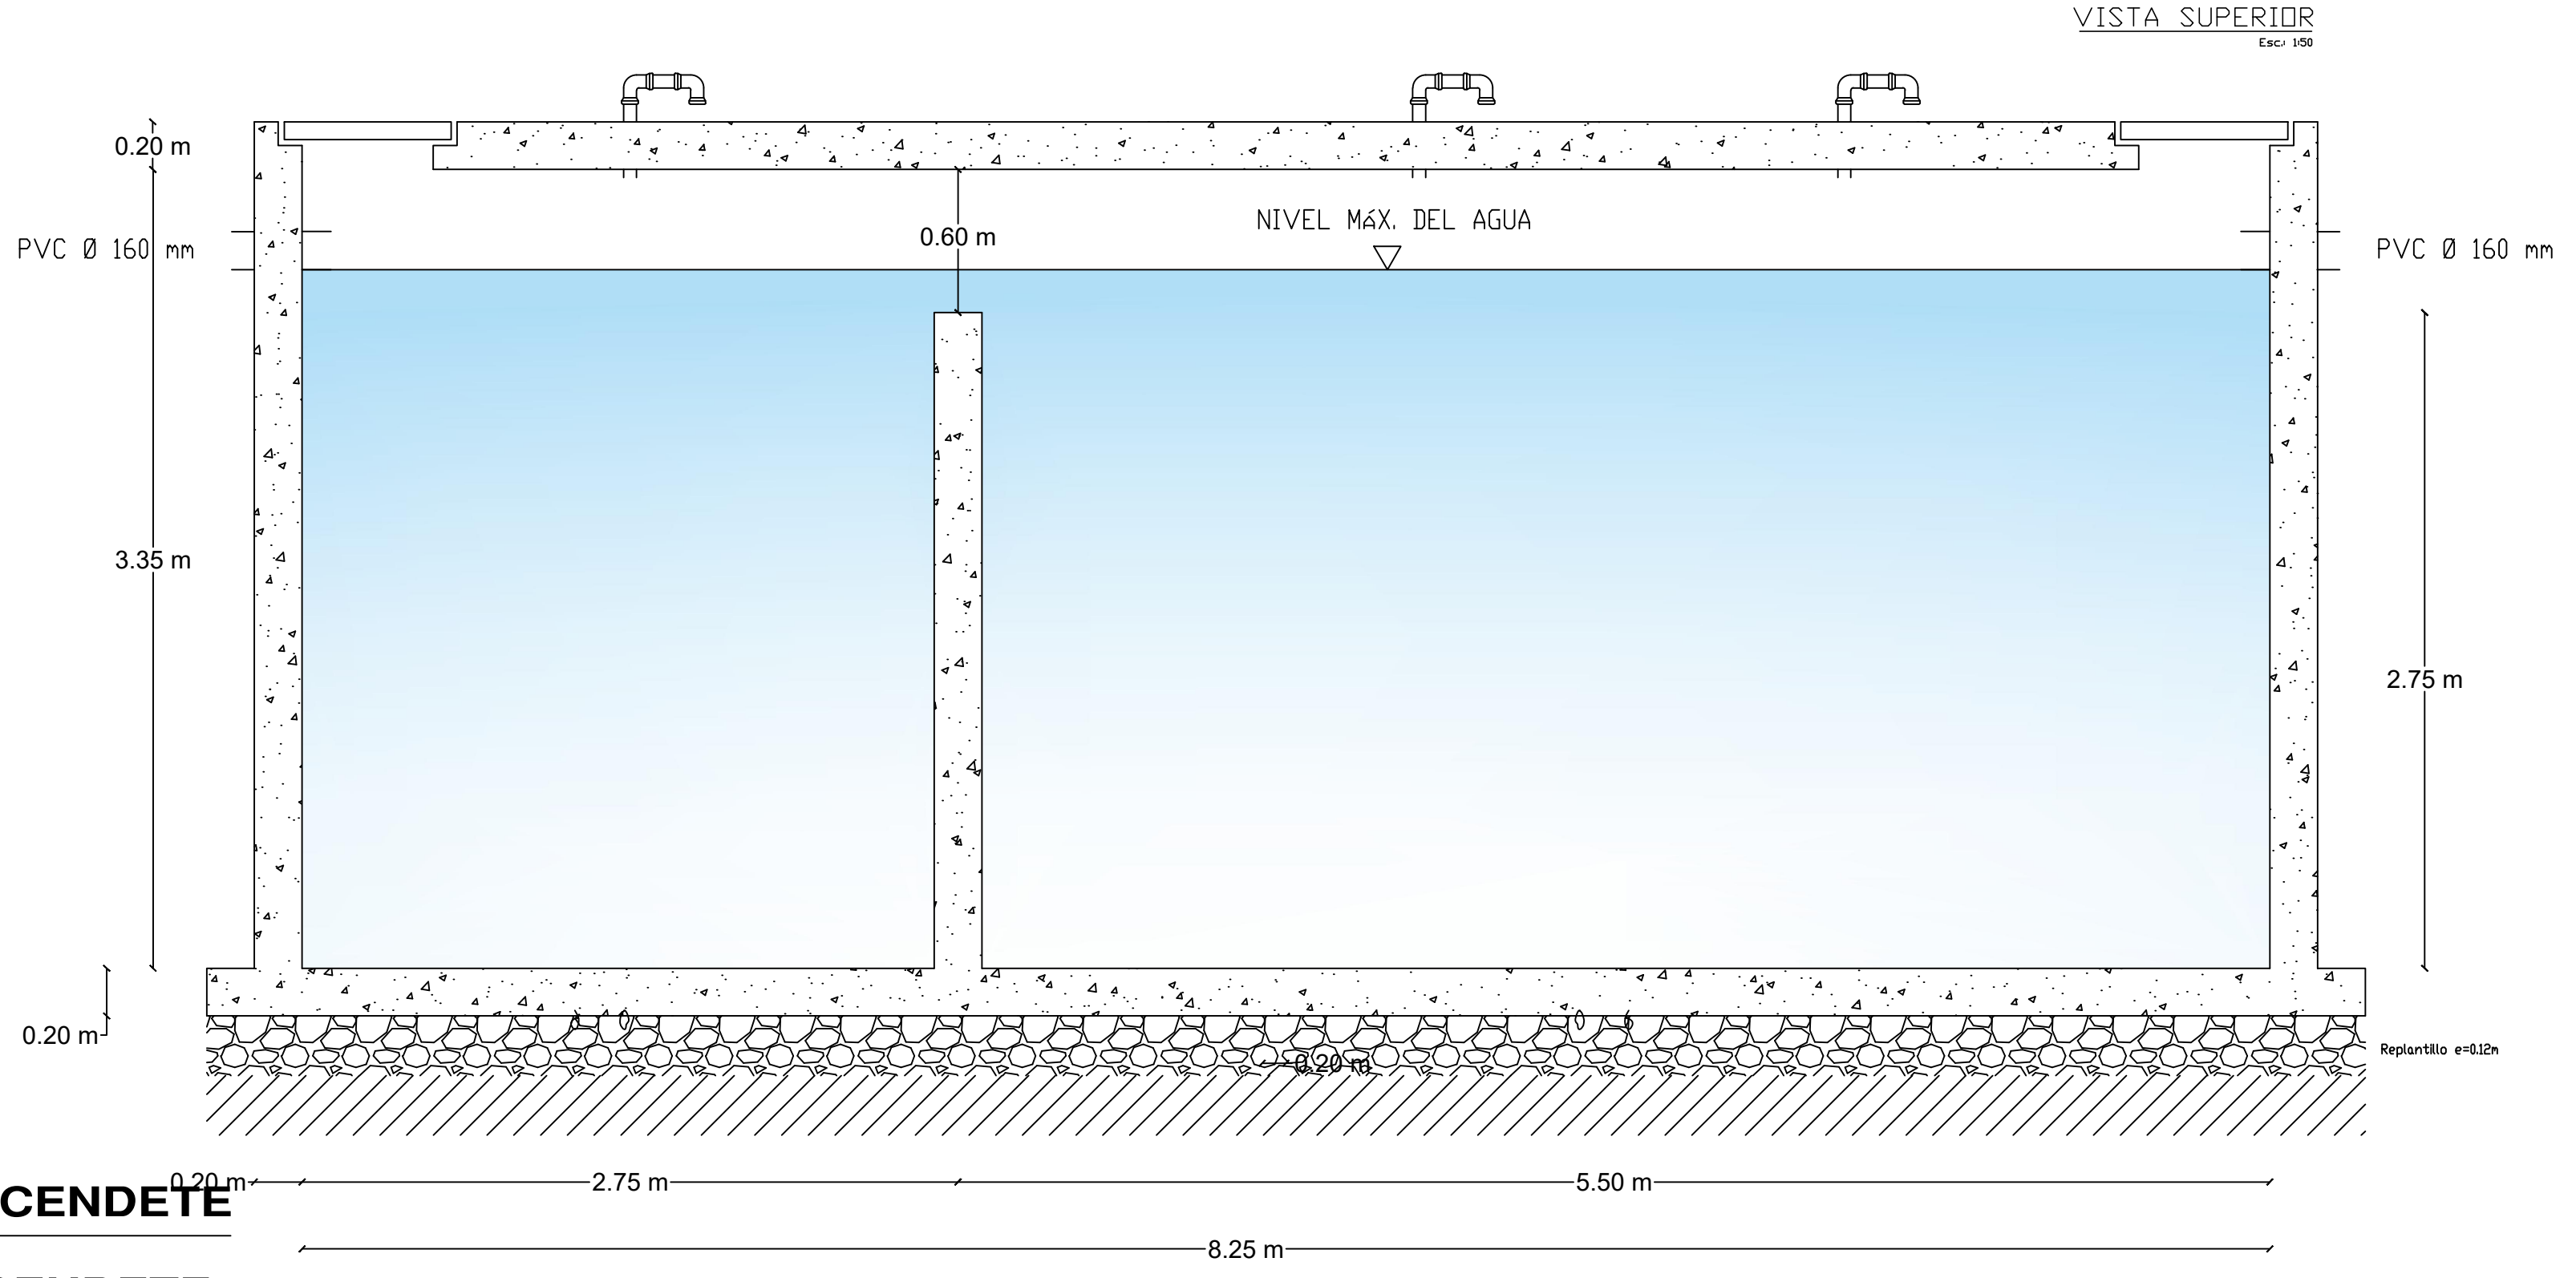 VISTA SUPERIOR
Esc.: 1:50
0.20 m
NIVEL MáX. DEL AGUA
0.60 m
PVC Ø 160 mm
PVC Ø 160 mm
3.35 m
2.75 m
0.20 m
0.20 m
Replantillo e=0.12m
0.20 m
2.75 m
5.50 m
CENDETE
8.25 m